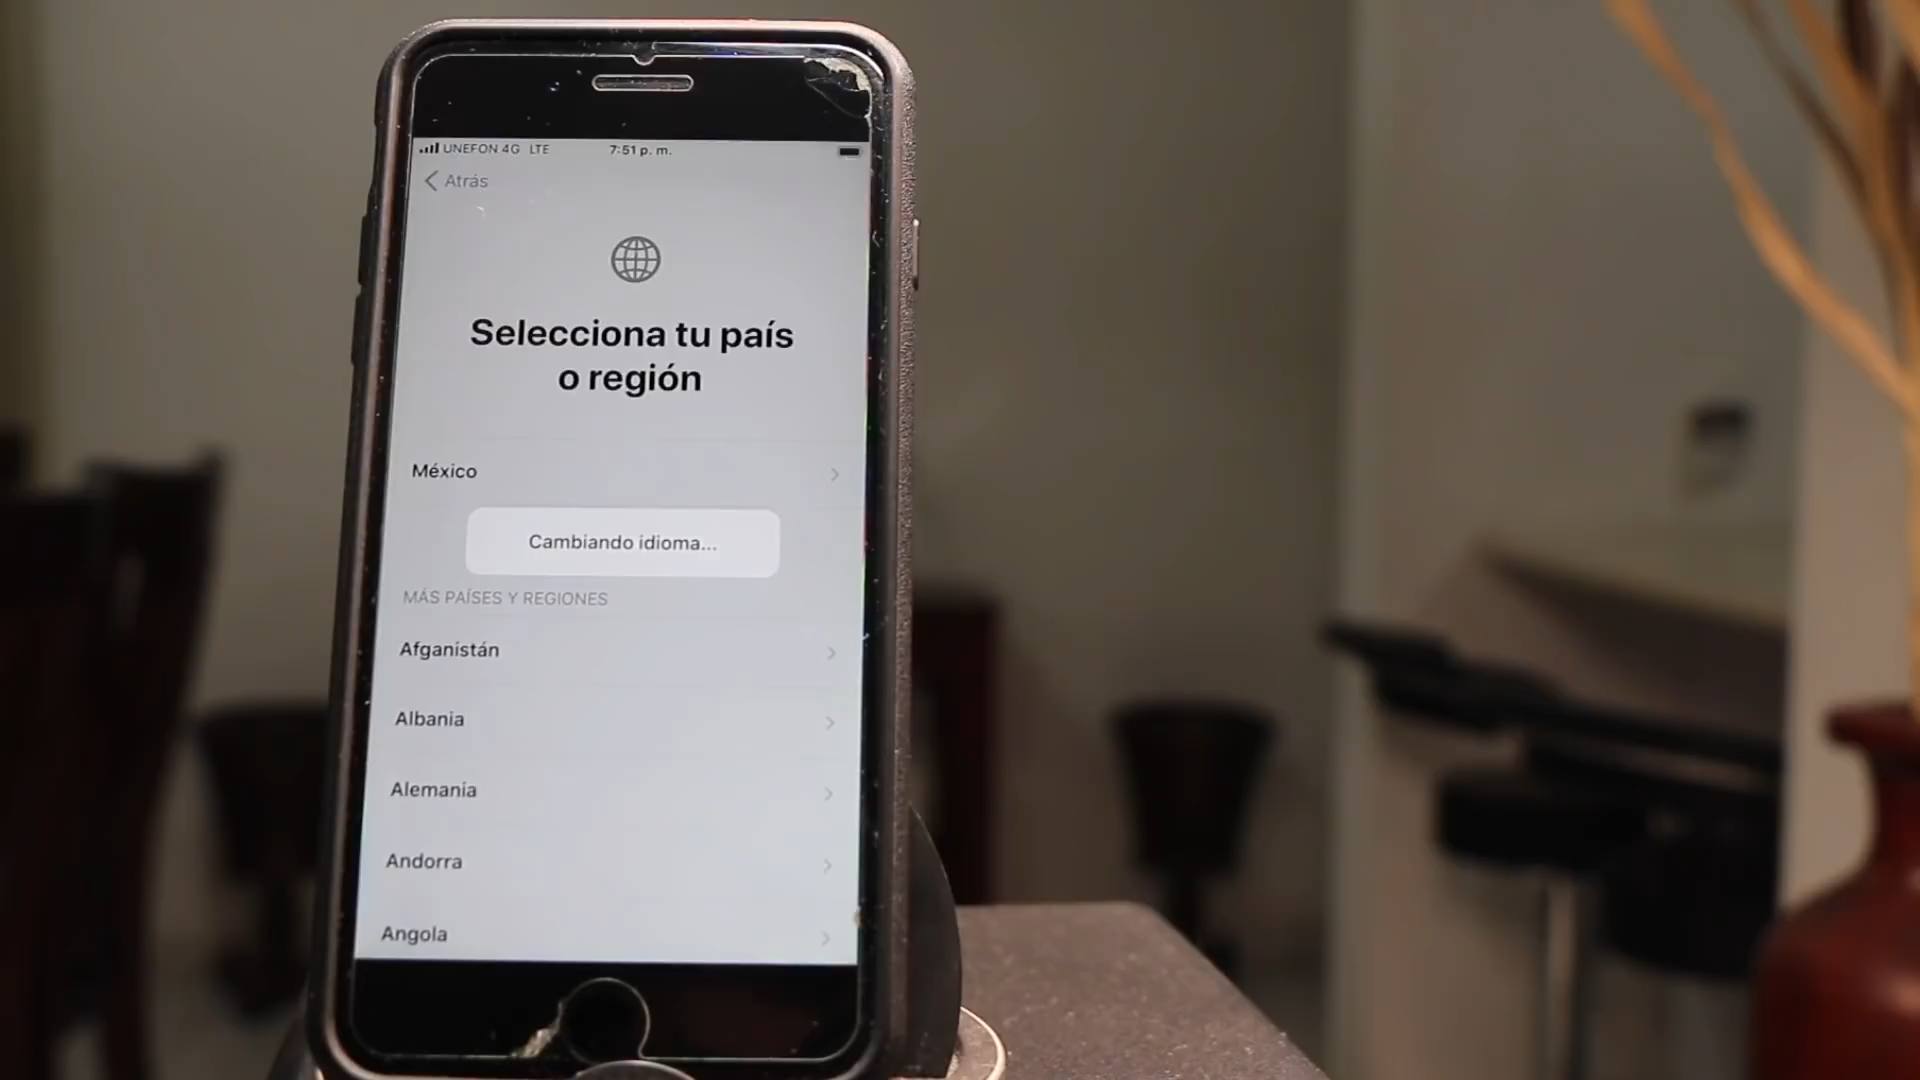 UNEFON 4G LTE 7:51 p. m.
Atrás
Selecciona tu país
o región
México
Cambiando idioma...
MÁS PAÍSES Y REGIONES
Afganistán
Albania
Alemania
Andorra
Angola